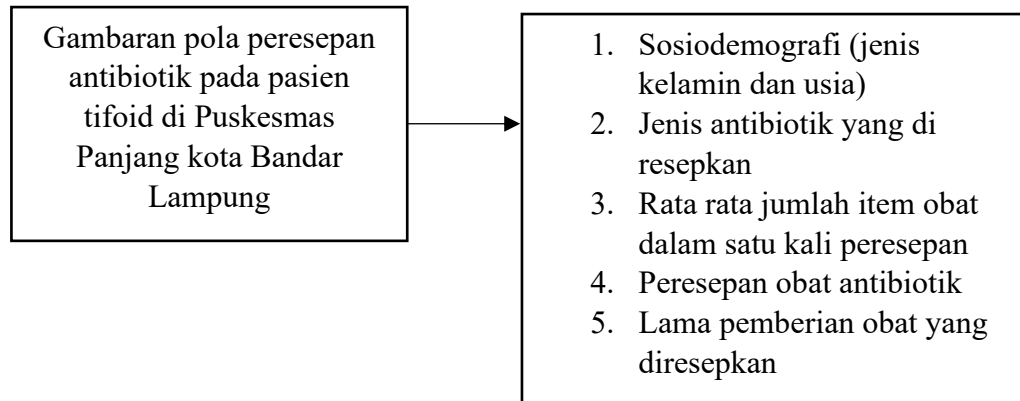 Gambaran pola peresepan
antibiotik pada pasien
tifoid di Puskesmas
Panjang kota Bandar
Lampung
1. Sosiodemografi (jenis
kelamin dan usia)
2. Jenis antibiotik yang di
resepkan
3. Rata rata jumlah item obat
dalam satu kali peresepan
4. Peresepan obat antibiotik
5. Lama pemberian obat yang
diresepkan